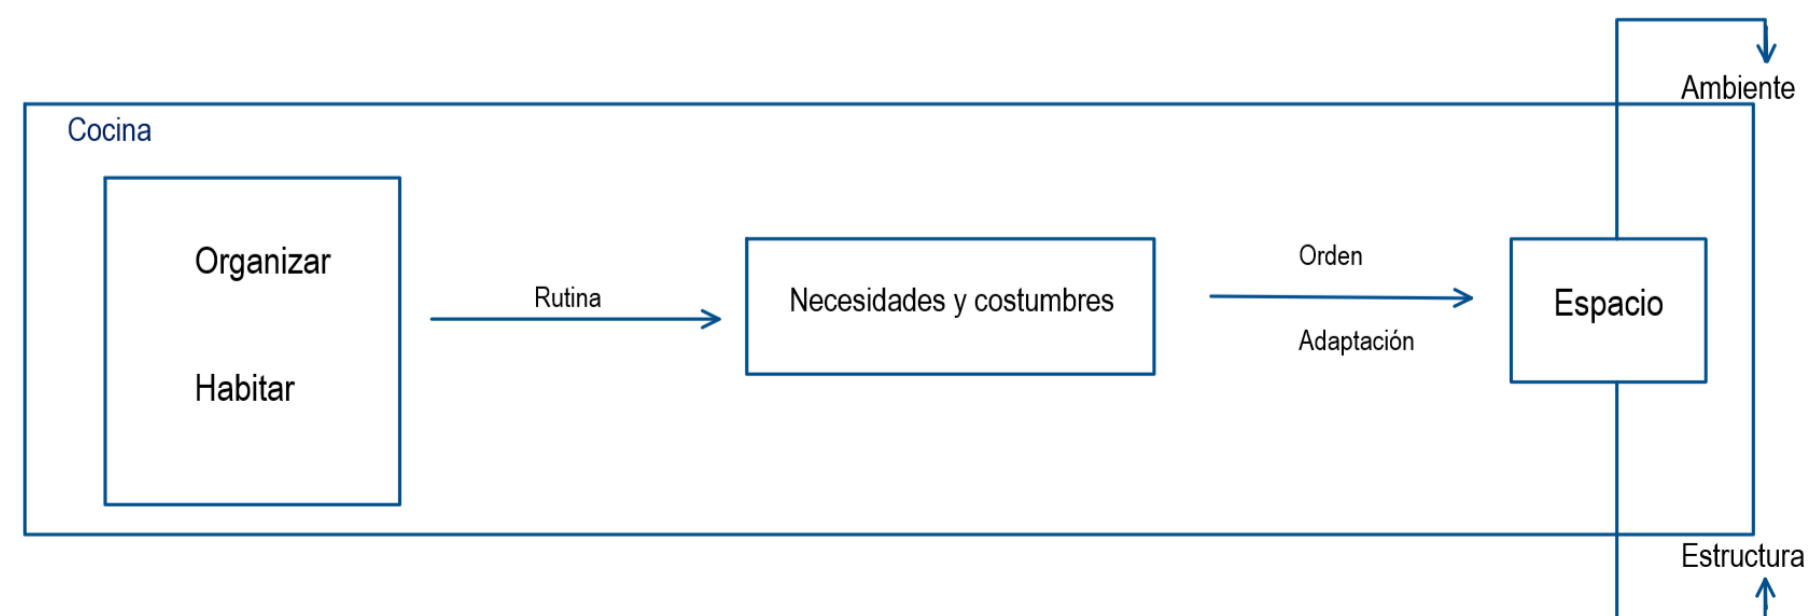 Ambiente
Cocina
Organizar
Habitar
Rutina
Necesidades y costumbres
Orden
Adaptación
Espacio
Estructura